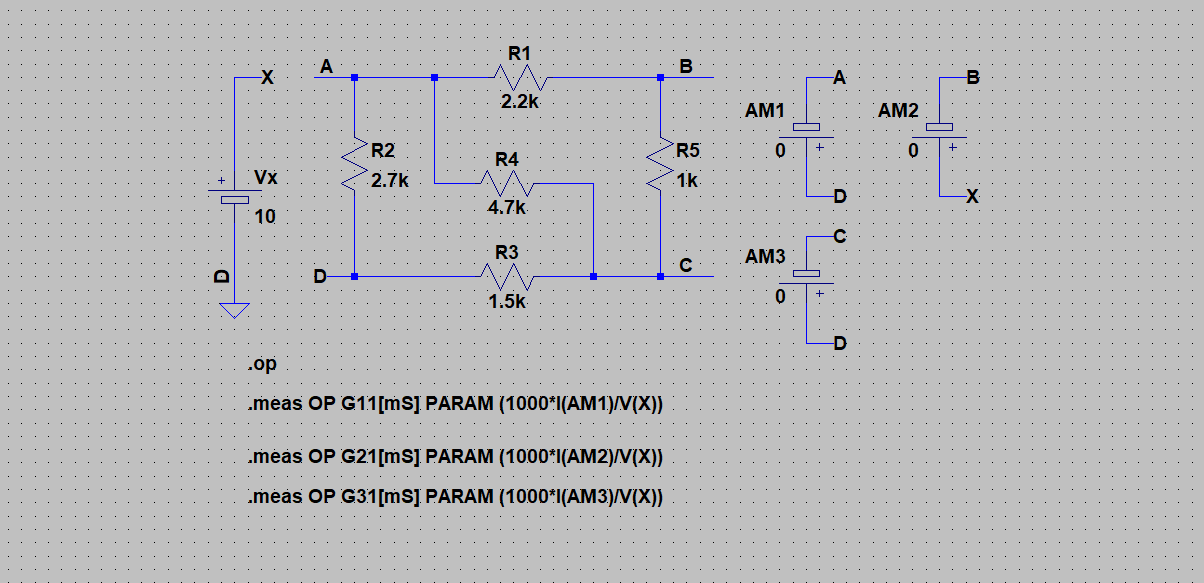 X
Vx
10
D
A
R1
2.2k
B
R2
2.7k
R4
4.7k
R5
1k
D
R3
1.5k
C
A
AM1
0
+
D
B
AM2
0
+
X
C
AM3
0
+
D
+
.op
.meas OP G11[mS] PARAM (1000*I(AM1)/V(X))
.meas OP G21[mS] PARAM (1000*I(AM2)/V(X))
.meas OP G31[mS] PARAM (1000*I(AM3)/V(X))